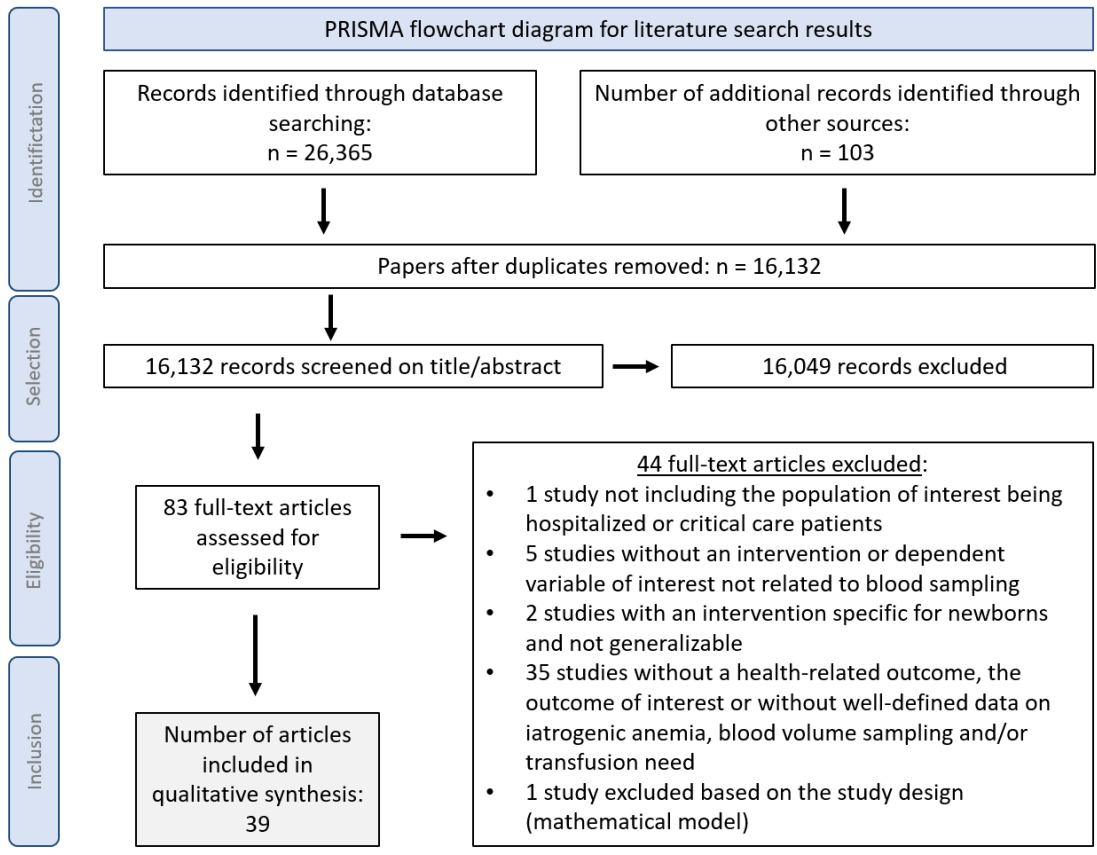 PRISMA flowchart diagram for literature search results
Identifictation
Records identified through database
searching:
n = 26,365
Number of additional records identified through
other sources:
n = 103
Papers after duplicates removed: n = 16,132
Selection
16,132 records screened on title/abstract
16,049 records excluded
Eligibility
83 full-text articles
assessed for
eligibility
44 full-text articles excluded:
• 1 study not including the population of interest being
hospitalized or critical care patients
• 5 studies without an intervention or dependent
variable of interest not related to blood sampling
• 2 studies with an intervention specific for newborns
and not generalizable
• 35 studies without a health-related outcome, the
outcome of interest or without well-defined data on
iatrogenic anemia, blood volume sampling and/or
transfusion need
• 1 study excluded based on the study design
(mathematical model)
Inclusion
Number of articles
included in
qualitative synthesis:
39